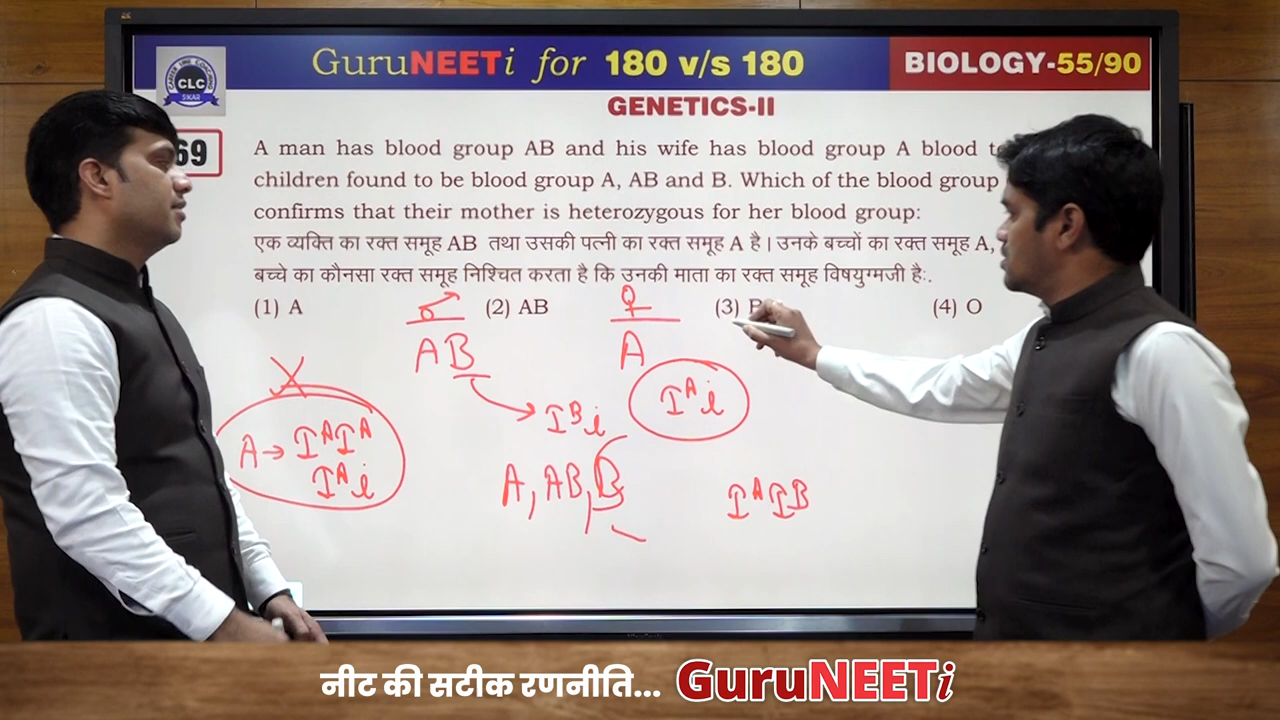 GuruNEETi for 180 v/s 180
BIOLOGY-55/90
CLC
SIKAR
GENETICS-II
69
A man has blood group AB and his wife has blood group A blood
children found to be blood group A, AB and B. Which of the blood group
confirms that their mother is heterozygous for her blood group:
एक व्यक्ति का रक्त समूह AB तथा उसकी पत्नी का रक्त समूह A है। उनके बच्चों का रक्त समूह A,
बच्चे का कौनसा रक्त समूह निश्चित करता है कि उनकी माता का रक्त समूह विषयुग्मजी है:.
(1) A (2) AB (3) B (4) O
♂ ♀
AB A
A→ IAIA
IAi
IBi
IAi
A, AB, B
IAIB
नीट की सटीक रणनीति... GuruNEETi